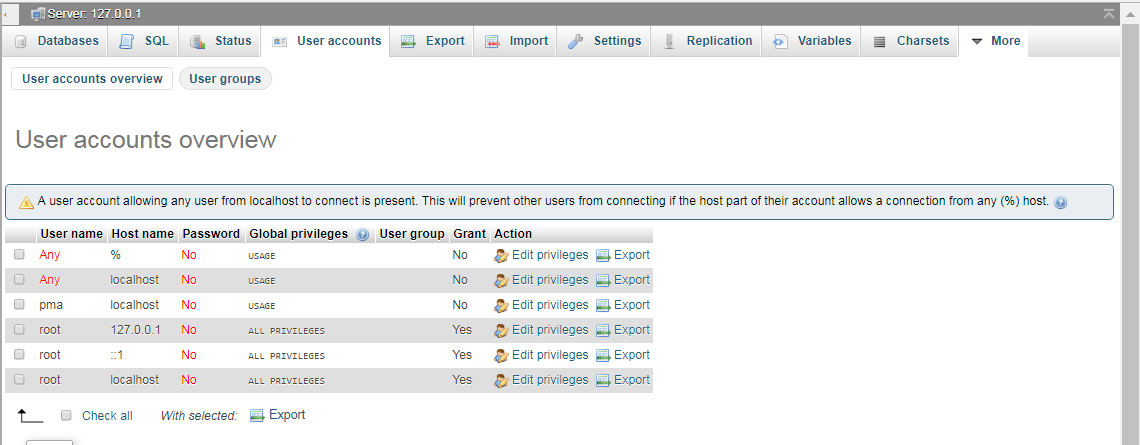 Server: 127.0.0.1
Databases SQL Status User accounts Export Import Settings Replication Variables Charsets More
User accounts overview User groups
User accounts overview
A user account allowing any user from localhost to connect is present. This will prevent other users from connecting if the host part of their account allows a connection from any (%) host.
User name Host name Password Global privileges User group Grant Action
Any % No USAGE No Edit privileges Export
Any localhost No USAGE No Edit privileges Export
pma localhost No USAGE No Edit privileges Export
root 127.0.0.1 No ALL PRIVILEGES Yes Edit privileges Export
root ::1 No ALL PRIVILEGES Yes Edit privileges Export
root localhost No ALL PRIVILEGES Yes Edit privileges Export
Check all With selected: Export